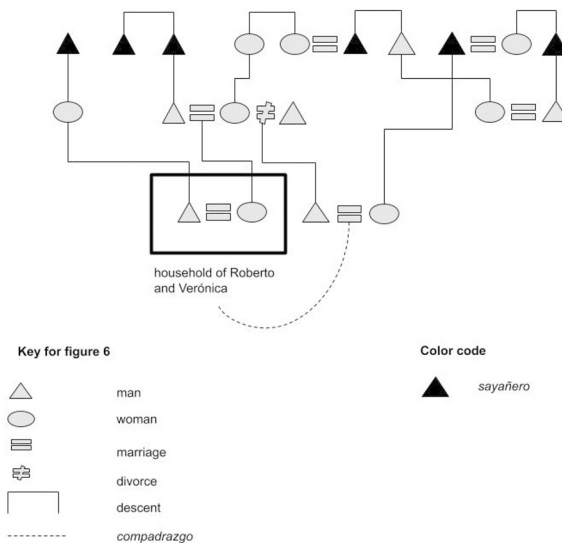 household of Roberto
and Verónica
Key for figure 6
Color code
man
sayañero
woman
marriage
divorce
descent
compadrazgo